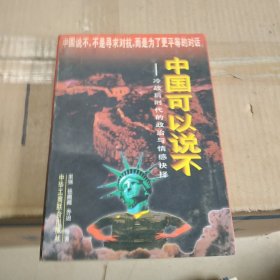 中国说不,不是寻求对抗,而是为了更平等的对话
中国可以说不
——冷战后时代的政治与情感抉择
中华工商联合出版社